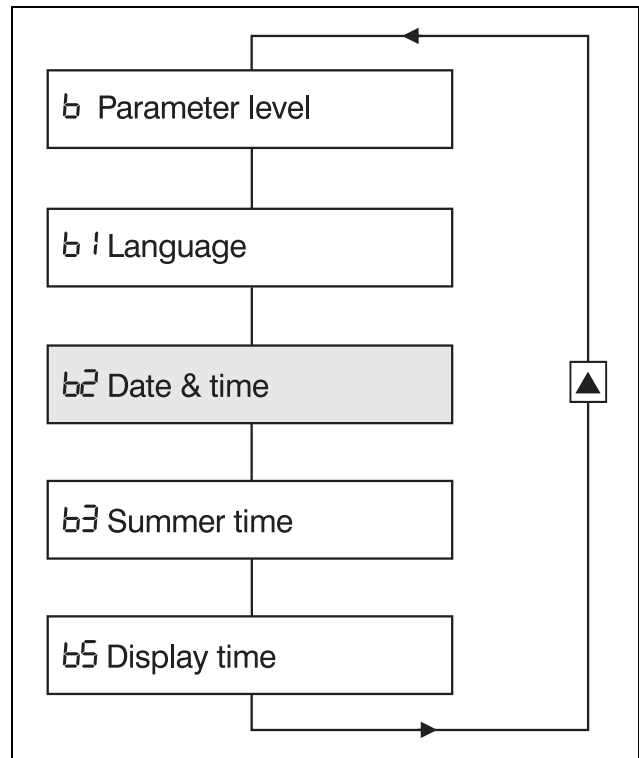 b Parameter level
b1 Language
b2 Date & time
b3 Summer time
b5 Display time